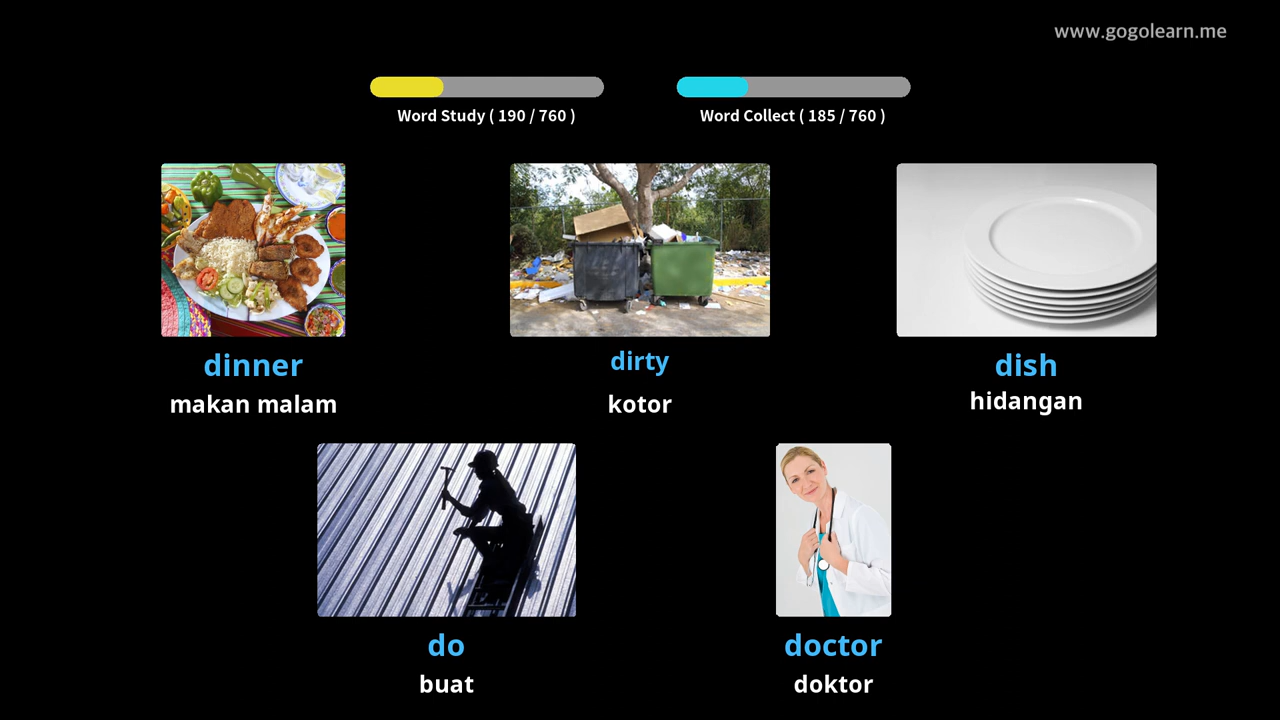 www.gogolearn.me
Word Study ( 190 / 760 )
Word Collect ( 185 / 760 )
dinner
makan malam
dirty
kotor
dish
hidangan
do
buat
doctor
doktor